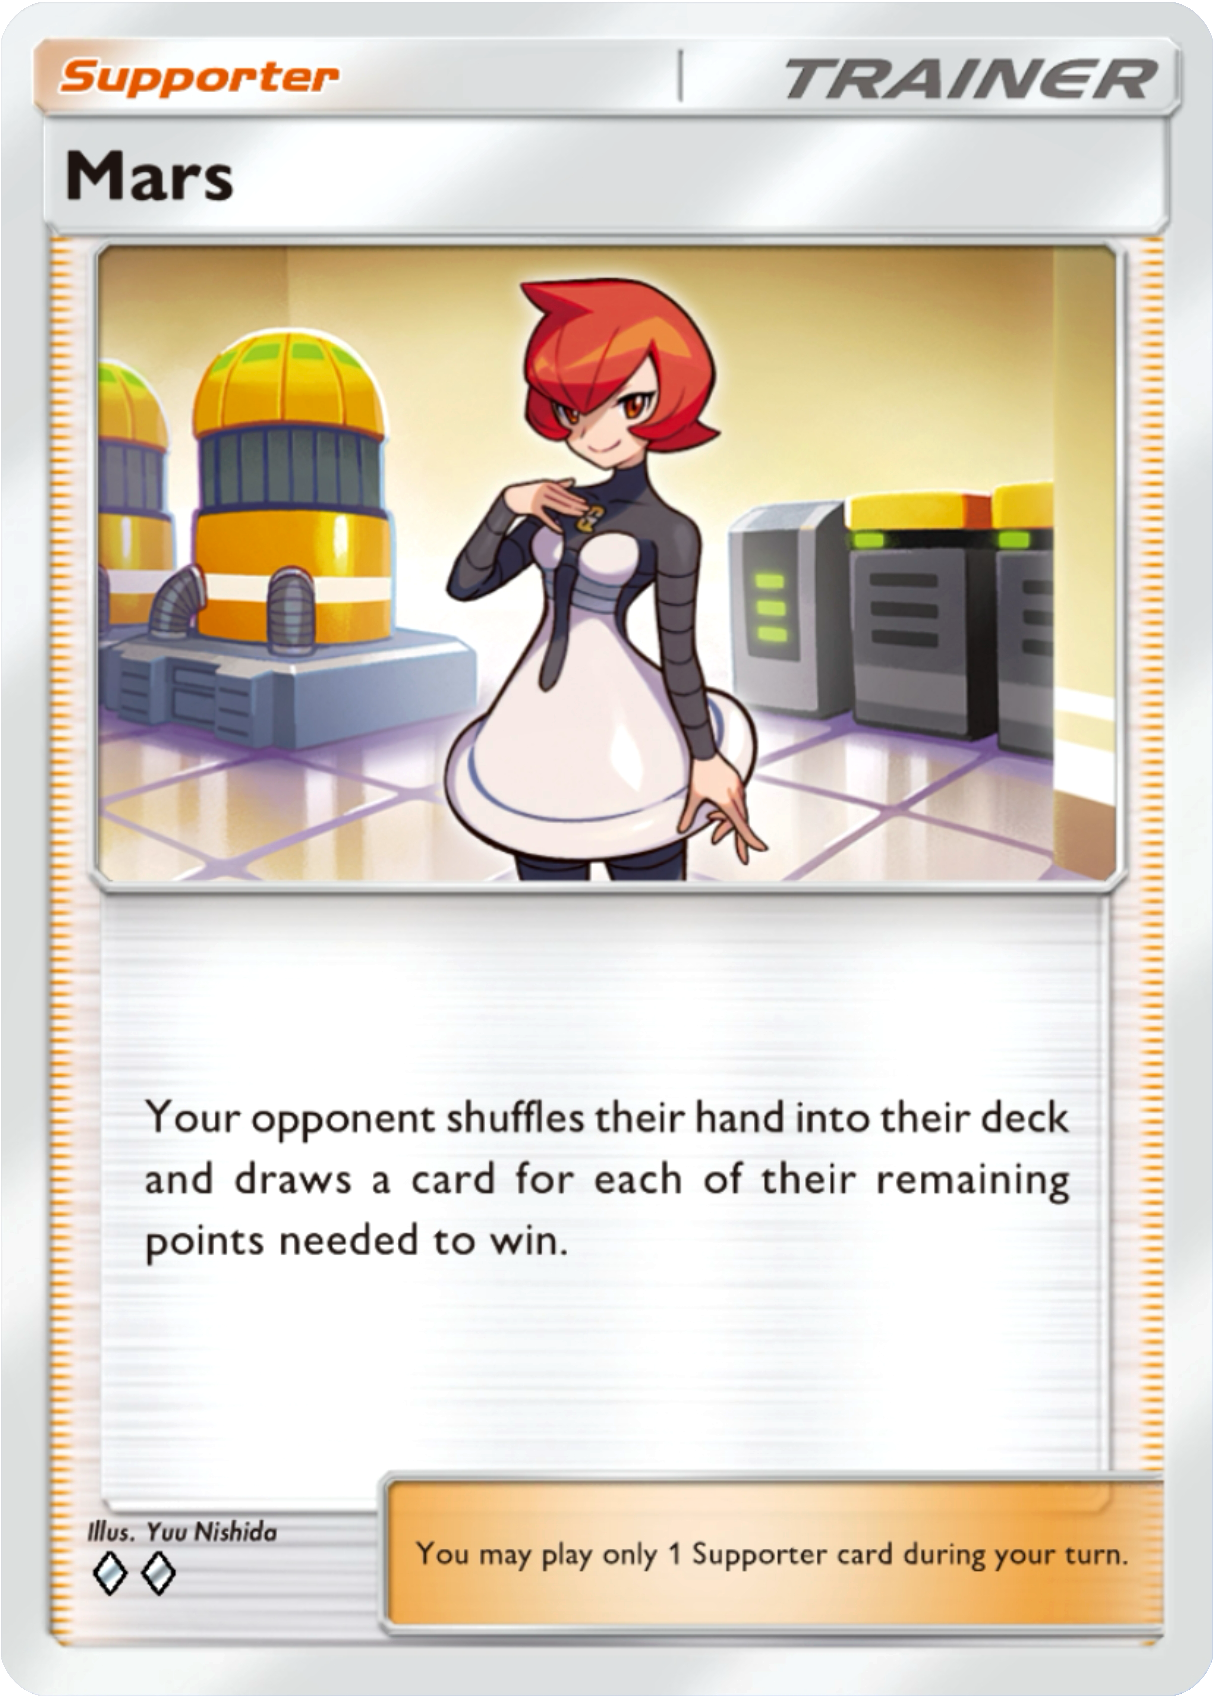 Supporter
TRAINER
Mars
Your opponent shuffles their hand into their deck
and draws a card for each of their remaining
points needed to win.
Illus. Yuu Nishida
You may play only 1 Supporter card during your turn.